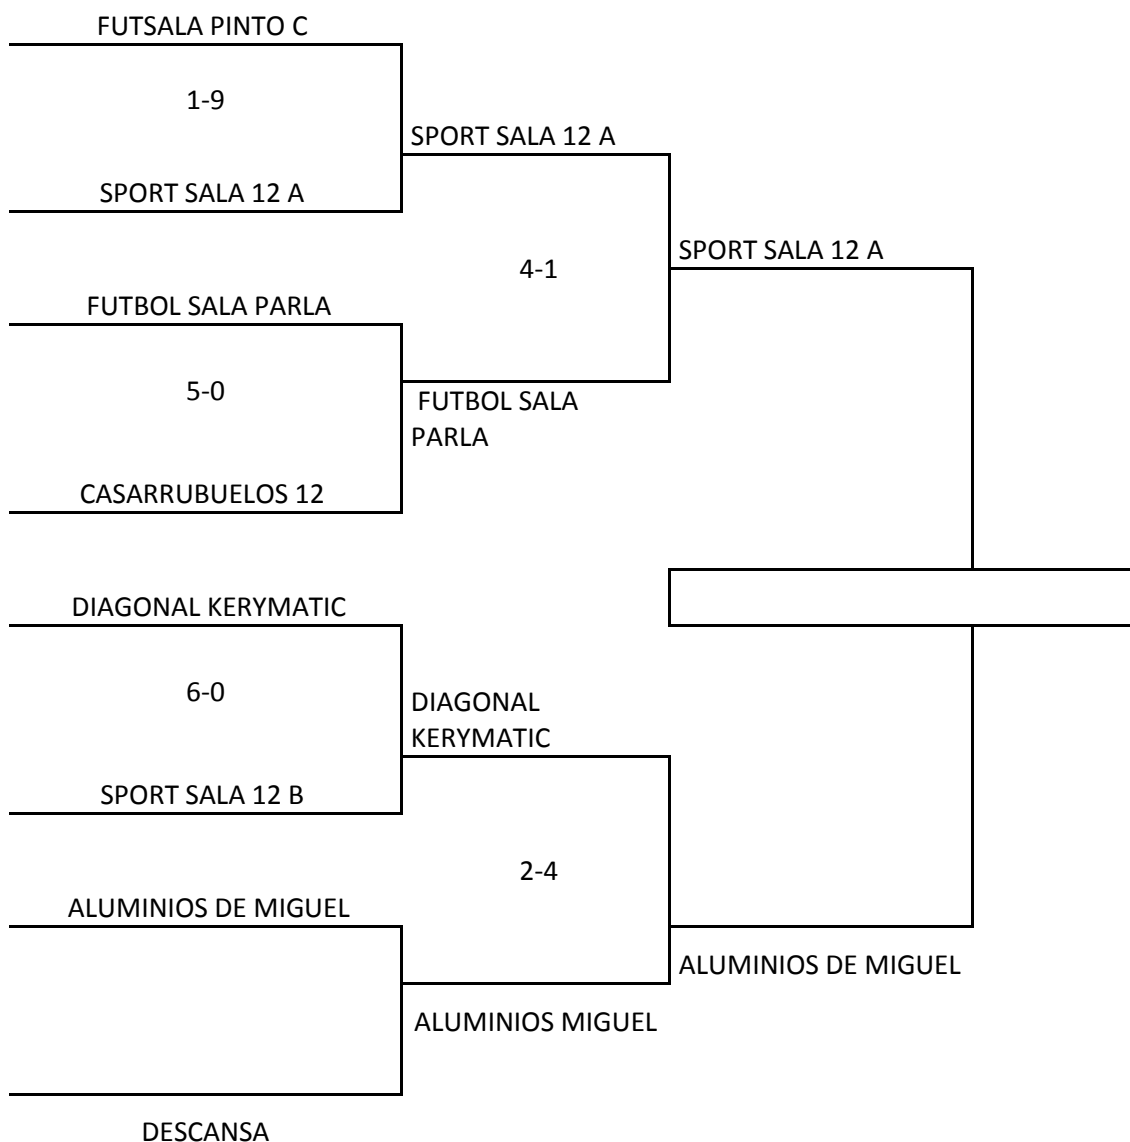 FUTSALA PINTO C
1-9
SPORT SALA 12 A
SPORT SALA 12 A
4-1
SPORT SALA 12 A
FUTBOL SALA PARLA
5-0
FUTBOL SALA
PARLA
CASARRUBUELOS 12
DIAGONAL KERYMATIC
6-0
DIAGONAL
KERYMATIC
SPORT SALA 12 B
2-4
ALUMINIOS DE MIGUEL
ALUMINIOS DE MIGUEL
ALUMINIOS MIGUEL
DESCANSA